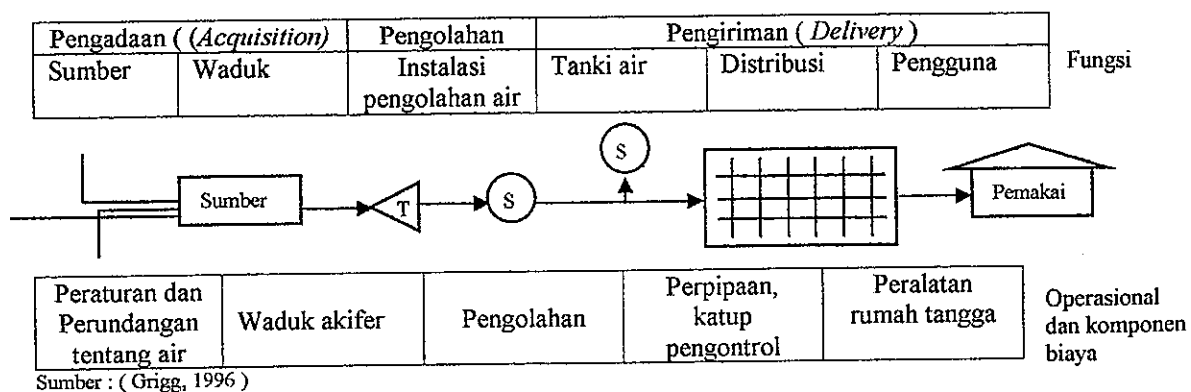 Pengadaan ( (Acquisition) Pengolahan Pengiriman ( Delivery )
Sumber Waduk Instalasi pengolahan air Tanki air Distribusi Pengguna
Fungsi
S
Sumber T S Pemakai
Peraturan dan Perundangan tentang air Waduk akifer Pengolahan Perpipaan, katup pengontrol Peralatan rumah tangga
Operasional dan komponen biaya
Sumber : ( Grigg, 1996 )